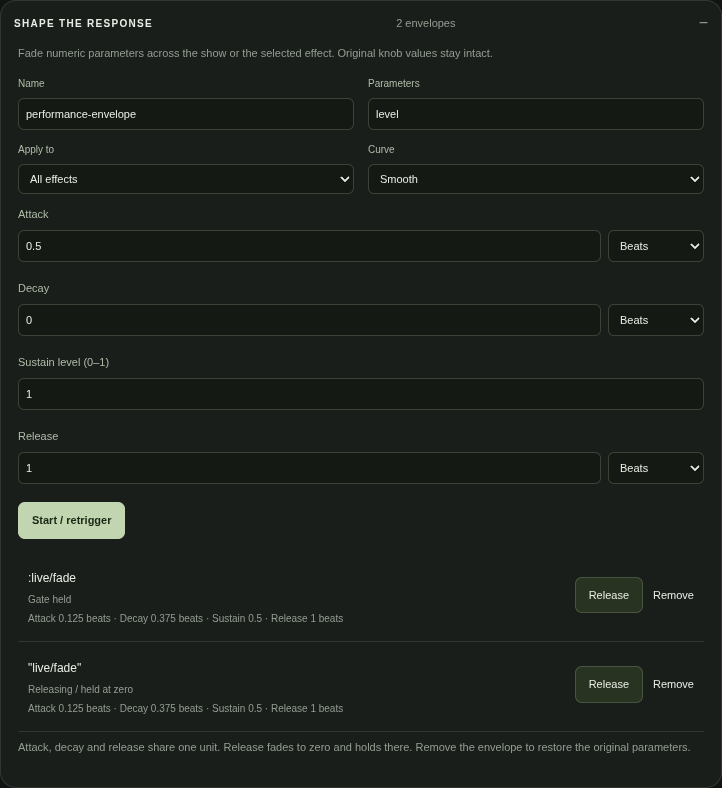 SHAPE THE RESPONSE 2 envelopes −
Fade numeric parameters across the show or the selected effect. Original knob values stay intact.
Name Parameters
performance-envelope level
Apply to Curve
All effects Smooth
Attack
0.5 Beats
Decay
0 Beats
Sustain level (0–1)
1
Release
1 Beats
Start / retrigger
:live/fade
Gate held
Attack 0.125 beats · Decay 0.375 beats · Sustain 0.5 · Release 1 beats
Release Remove
"live/fade"
Releasing / held at zero
Attack 0.125 beats · Decay 0.375 beats · Sustain 0.5 · Release 1 beats
Release Remove
Attack, decay and release share one unit. Release fades to zero and holds there. Remove the envelope to restore the original parameters.